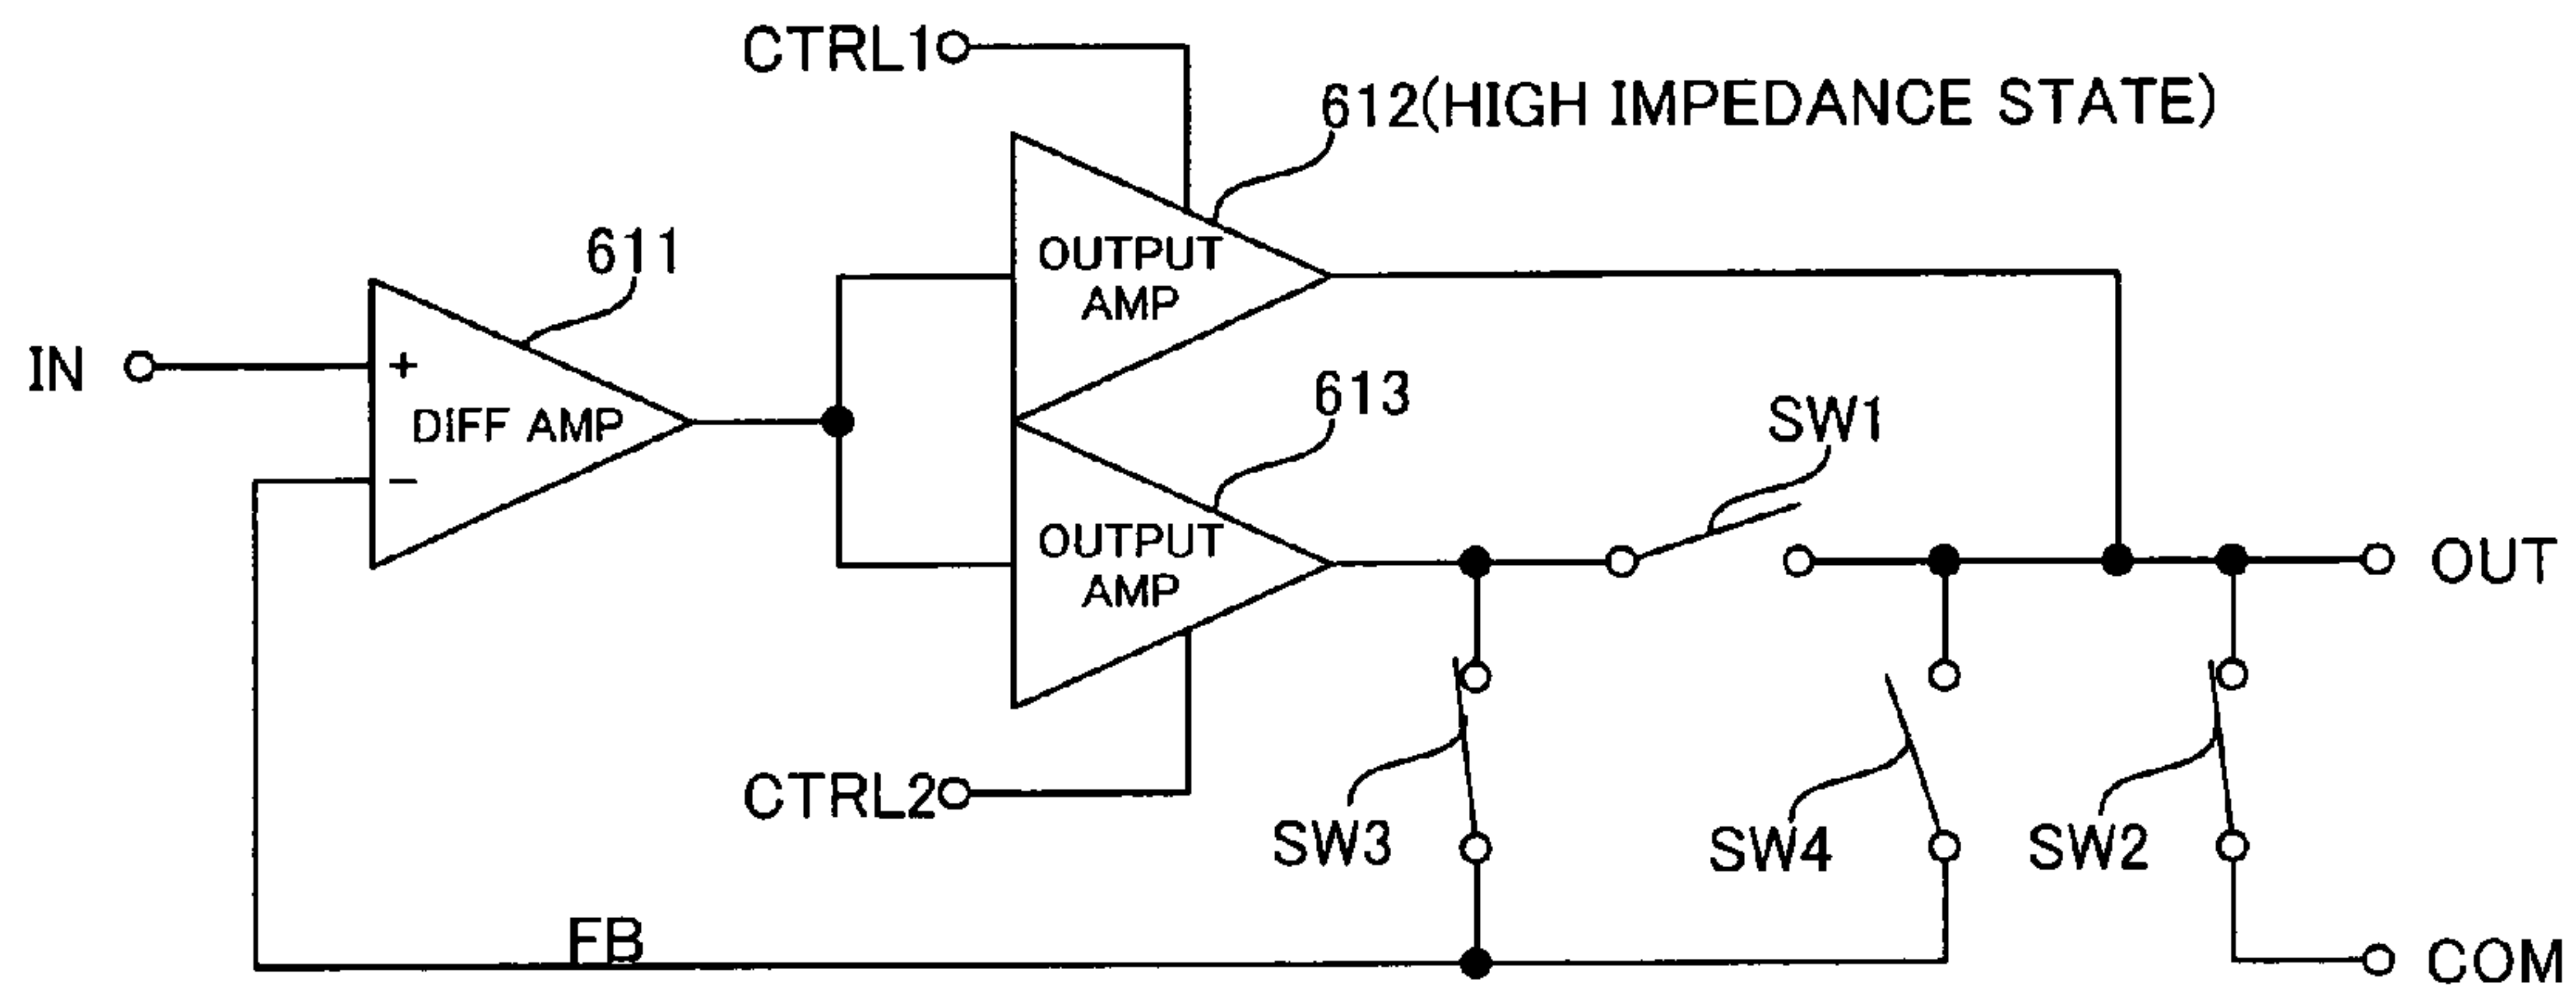 CTRL1
612(HIGH IMPEDANCE STATE)
611
OUTPUT
AMP
IN
+
DIFF AMP
−
613
SW1
OUTPUT
AMP
OUT
CTRL2
SW3
SW4
SW2
FB
COM